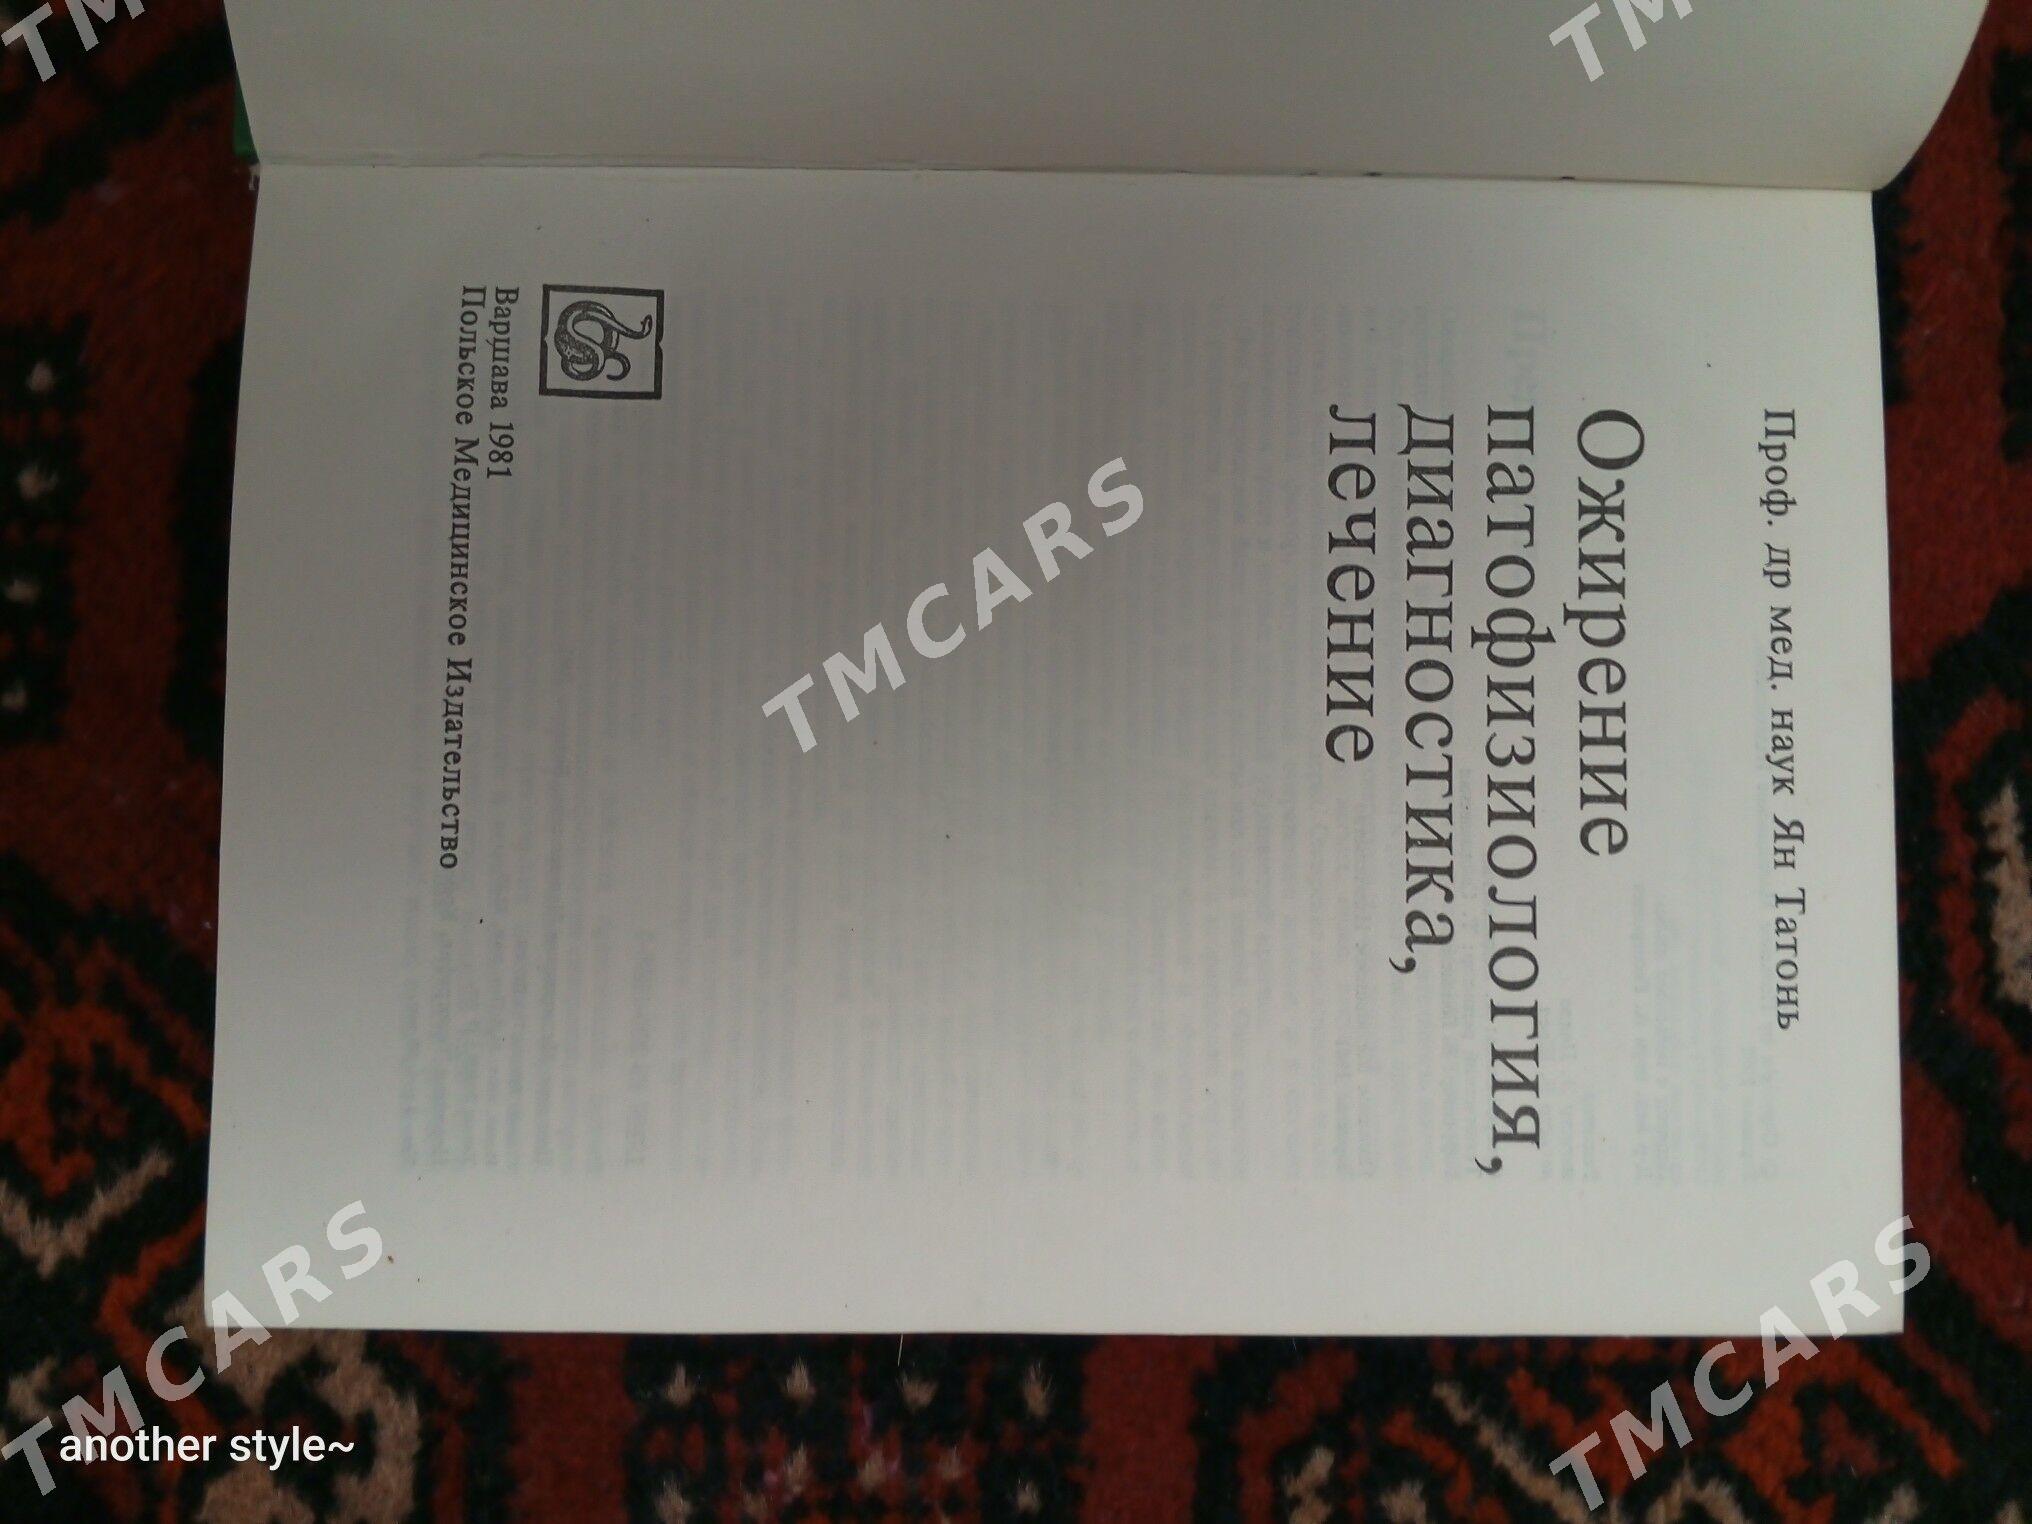 Проф. др мед. наук Ян Татонь
Ожирение
патофизиология,
диагностика,
лечение
Варшава 1981
Польское Медицинское Издательство
TMCARS
TMCARS
TMCARS
another style~